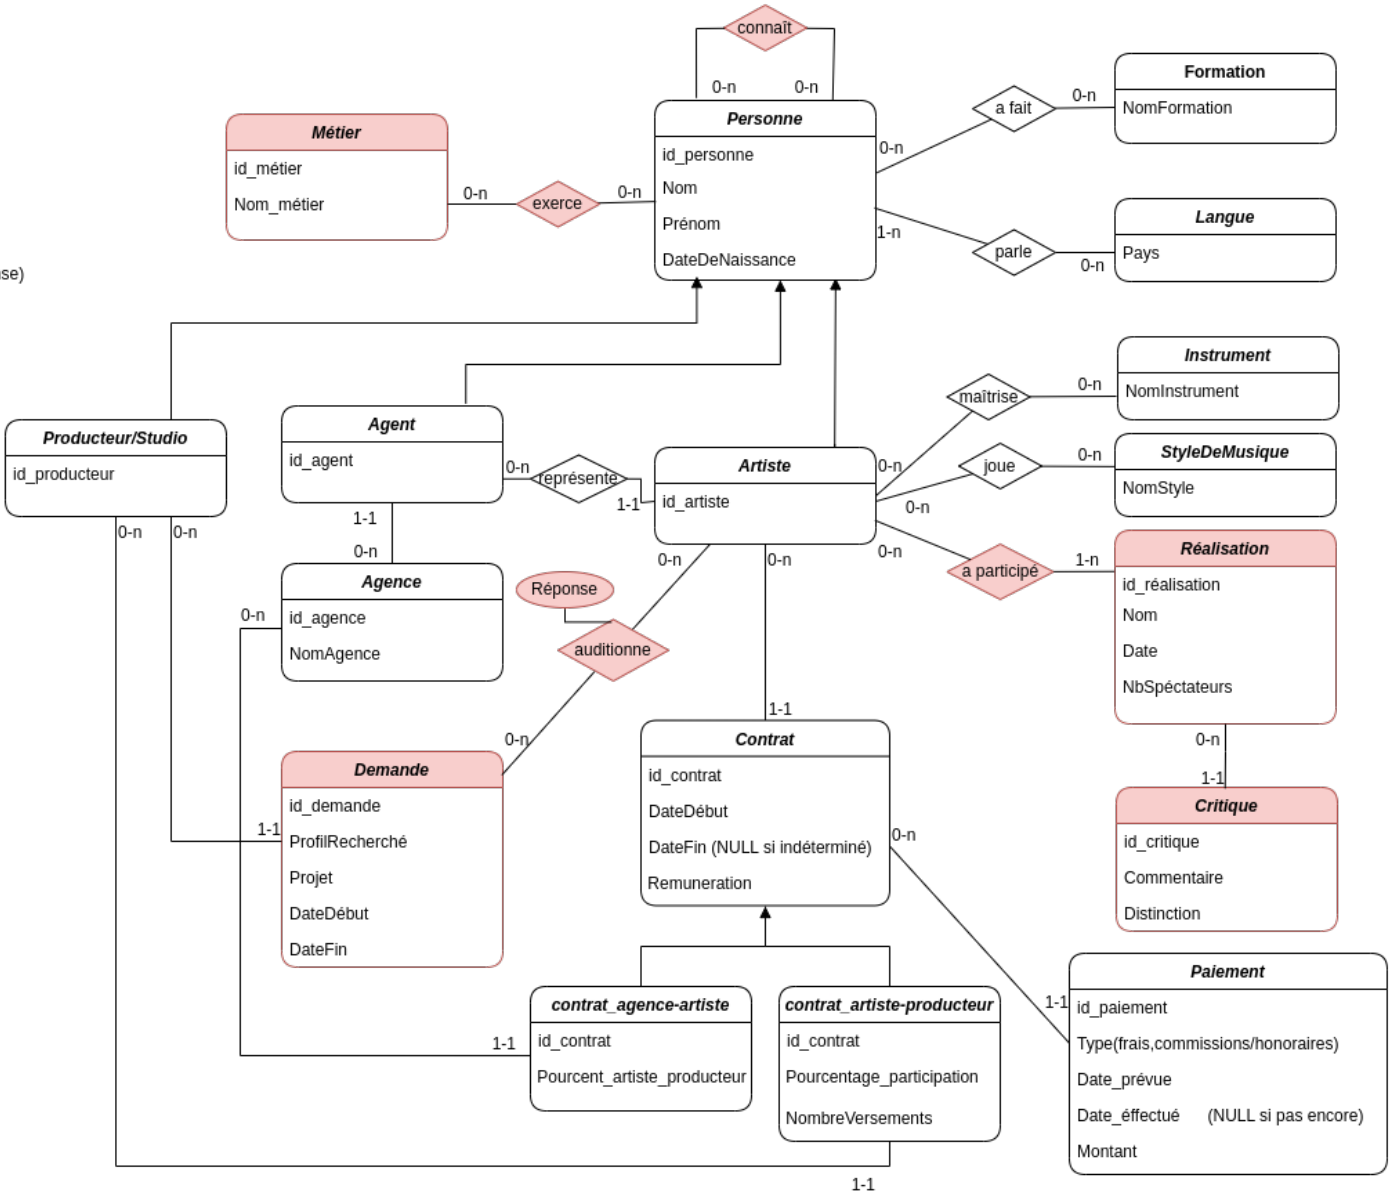 connaît
0-n
0-n
Personne
id_personne
Nom
Prénom
DateDeNaissance
a fait
0-n
0-n
Formation
NomFormation
Métier
id_métier
Nom_métier
0-n
exerce
0-n
1-n
parle
0-n
Langue
Pays
se)
Producteur/Studio
id_producteur
0-n
0-n
Agent
id_agent
0-n
représente
1-1
Artiste
id_artiste
maîtrise
0-n
0-n
Instrument
NomInstrument
joue
0-n
0-n
StyleDeMusique
NomStyle
0-n
a participé
1-n
Réalisation
id_réalisation
Nom
Date
NbSpéctateurs
0-n
1-1
Critique
id_critique
Commentaire
Distinction
1-1
0-n
Agence
id_agence
NomAgence
0-n
Réponse
auditionne
0-n
0-n
0-n
1-1
Demande
id_demande
ProfilRecherché
Projet
DateDébut
DateFin
1-1
Contrat
id_contrat
DateDébut
DateFin (NULL si indéterminé)
Remuneration
0-n
contrat_agence-artiste
id_contrat
Pourcent_artiste_producteur
1-1
contrat_artiste-producteur
id_contrat
Pourcentage_participation
NombreVersements
1-1
1-1
Paiement
id_paiement
Type(frais,commissions/honoraires)
Date_prévue
Date_éffectué (NULL si pas encore)
Montant